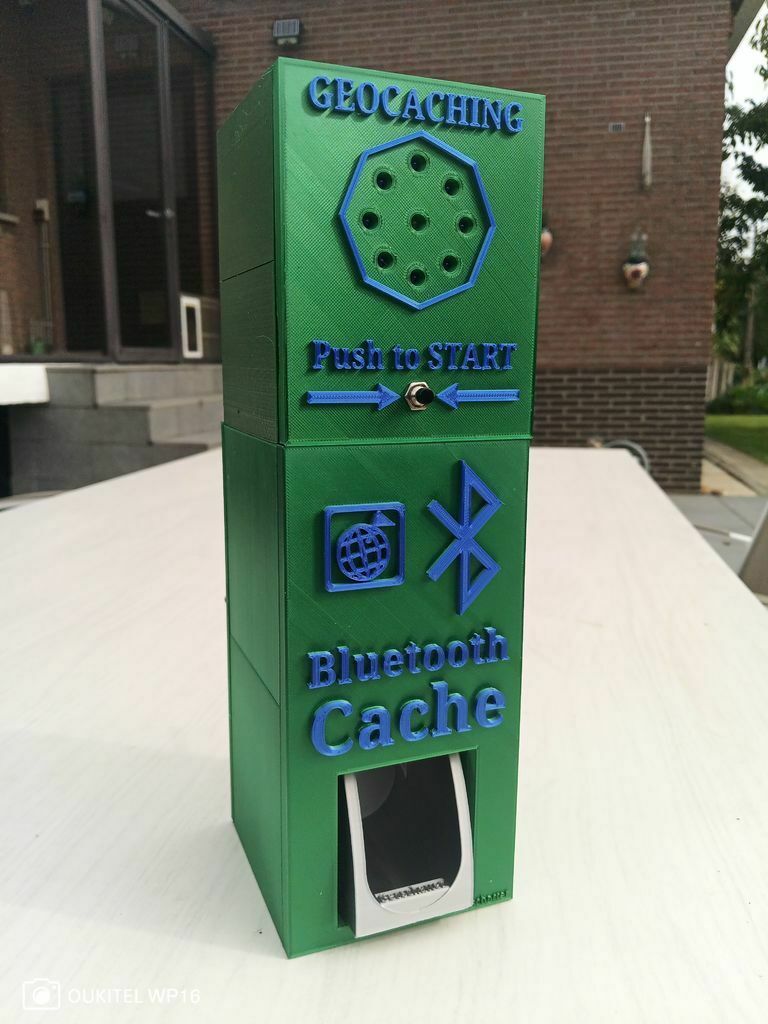 GEOCACHING
Push to START
Bluetooth
Cache
OUKITEL WP16